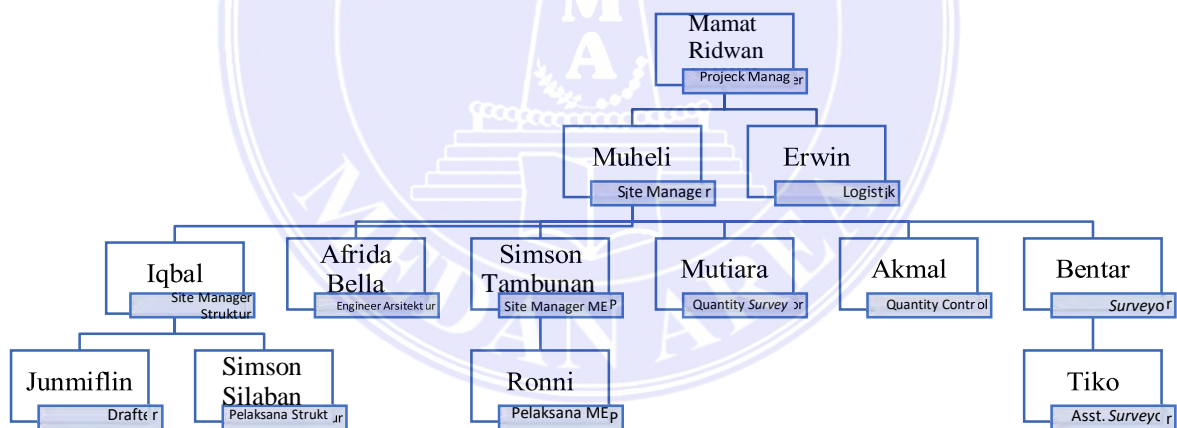 M
A
Mamat
Ridwan
Projeck Manager
Muheli
Site Manager
Erwin
Logistik
Iqbal
Site Manager
Struktur
Afrida
Bella
Engineer Arsitektur
Simson
Tambunan
Site Manager MEP
Mutiara
Quantity Surveyor
Akmal
Quantity Control
Bentar
Surveyor
Junmiflin
Drafter
Simson
Silaban
Pelaksana Struktur
Ronni
Pelaksana MEP
Tiko
Asst. Surveyor
MEDAN AREA